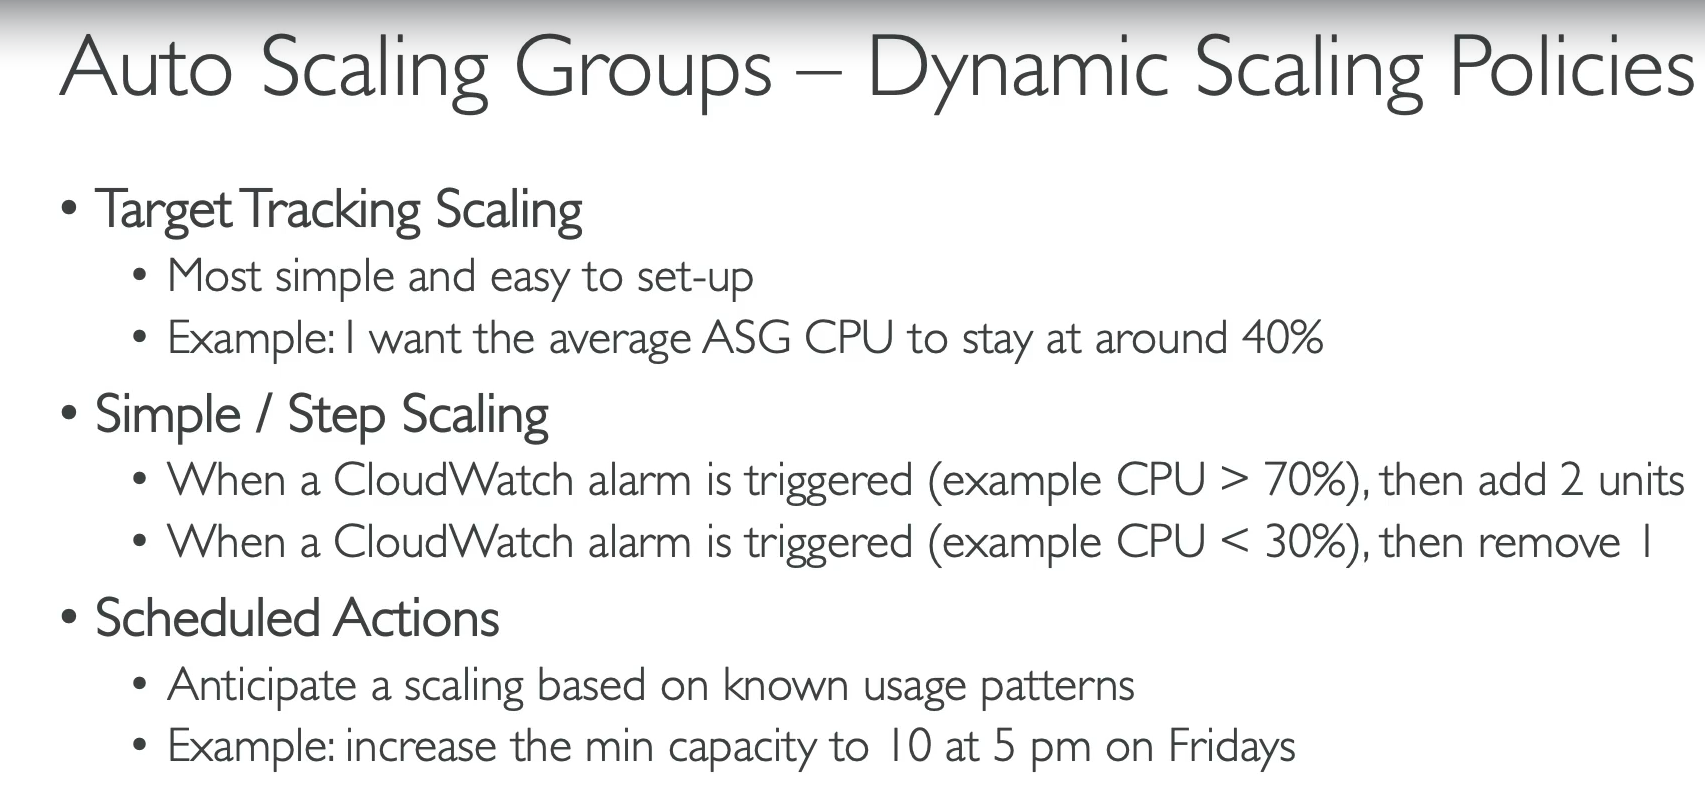 Auto Scaling Groups – Dynamic Scaling Policies
• Target Tracking Scaling
• Most simple and easy to set-up
• Example: I want the average ASG CPU to stay at around 40%
• Simple / Step Scaling
• When a CloudWatch alarm is triggered (example CPU > 70%), then add 2 units
• When a CloudWatch alarm is triggered (example CPU < 30%), then remove 1
• Scheduled Actions
• Anticipate a scaling based on known usage patterns
• Example: increase the min capacity to 10 at 5 pm on Fridays